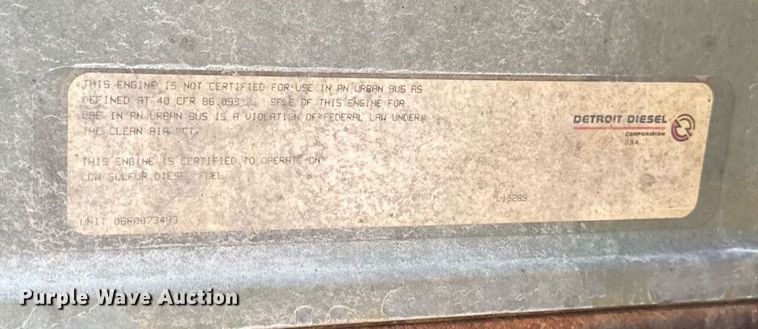 THIS ENGINE IS NOT CERTIFIED FOR USE IN AN URBAN BUS AS
DEFINED AT 40 CFR 86.093 2. SALE OF THIS ENGINE FOR
USE IN AN URBAN BUS IS A VIOLATION OF FEDERAL LAW UNDER
THE CLEAN AIR ACT.
DETROIT DIESEL
CORPORATION
U.S.A.
THIS ENGINE IS CERTIFIED TO OPERATE ON
LOW SULFUR DIESEL FUEL
UNIT
Purple Wave Auction